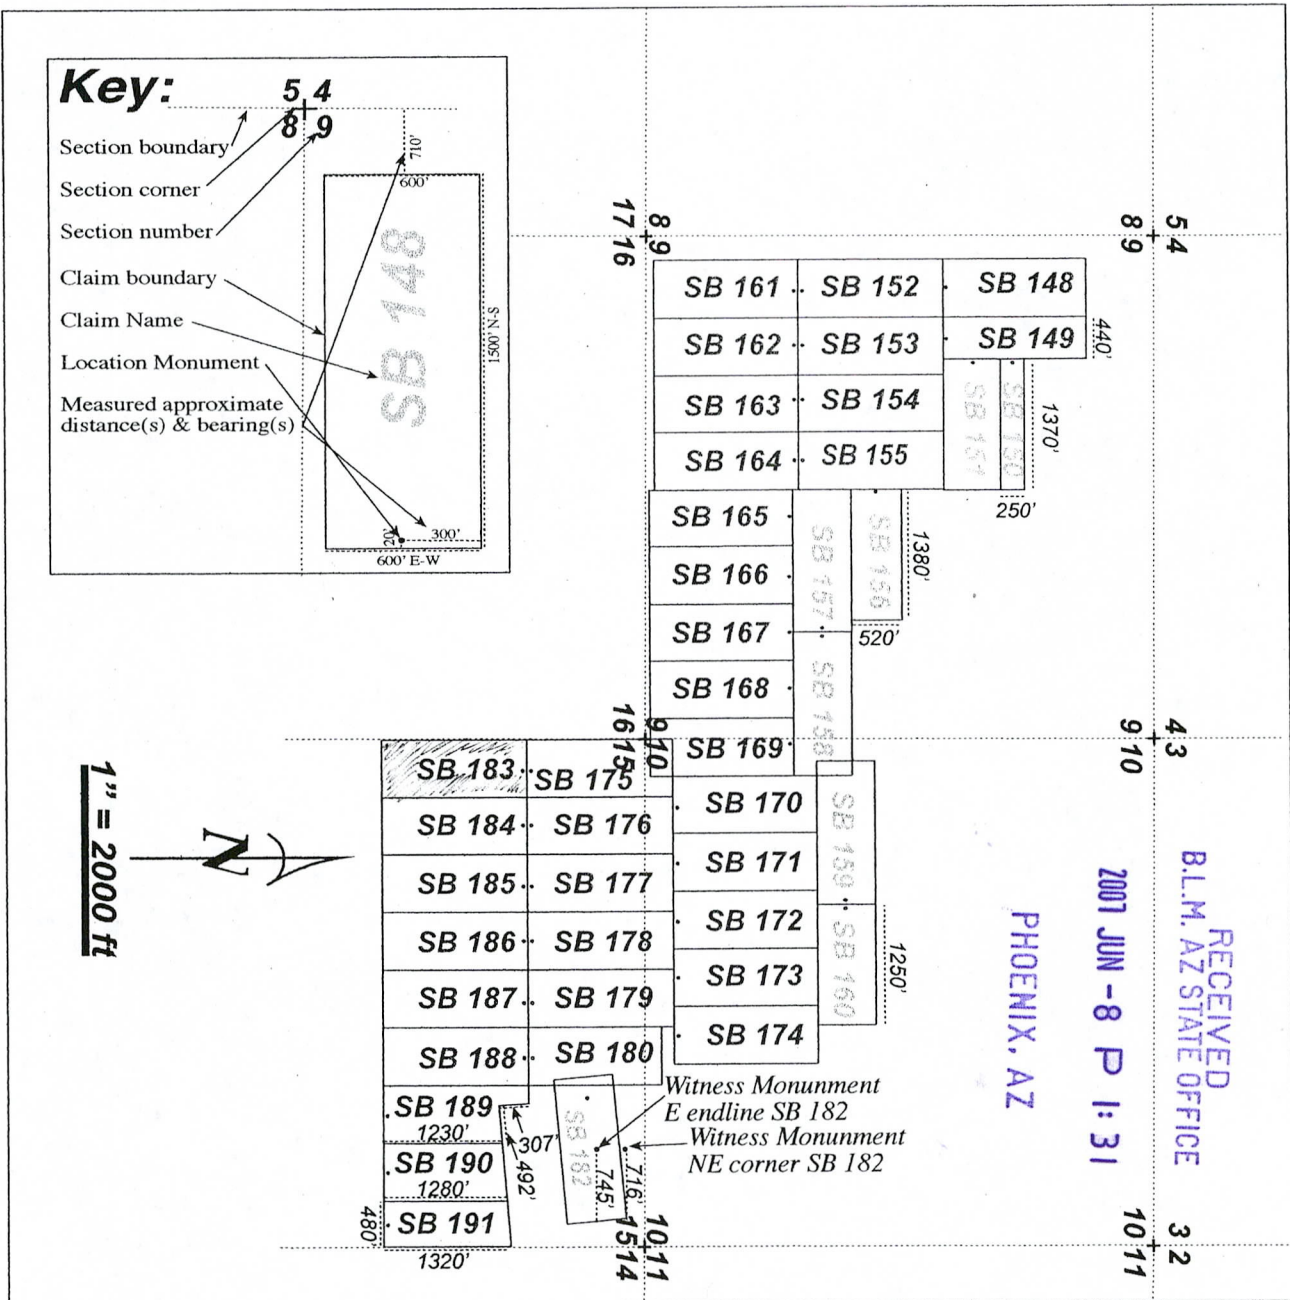 Key:
5 4
8 9
Section boundary
Section corner
Section number
Claim boundary
Claim Name
Location Monument
Measured approximate
distance(s) & bearing(s)
710'
600'
SB 148
1500' N-S
20'
300'
600' E-W
17 8
16 9
8 5
9 4
SB 161
SB 152
SB 148
SB 162
SB 153
SB 149
440'
SB 163
SB 154
SB 151
SB 150
1370'
SB 164
SB 155
250'
SB 165
SB 157
SB 156
1380'
SB 166
SB 167
520'
SB 168
SB 158
SB 169
16 9
15 10
9 4
10 3
SB 183
SB 175
SB 170
SB 159
SB 184
SB 176
SB 171
SB 185
SB 177
SB 172
SB 160
1250'
SB 186
SB 178
SB 173
SB 187
SB 179
SB 174
SB 188
SB 180
SB 189
1230'
307'
492'
SB 190
1280'
SB 191
480'
1320'
SB 182
745'
716'
Witness Monunment
E endline SB 182
Witness Monunment
NE corner SB 182
15 10
14 11
10 3
11 2
1" = 2000 ft
N
RECEIVED
B.L.M. AZ STATE OFFICE
2007 JUN -8 P 1:31
PHOENIX, AZ